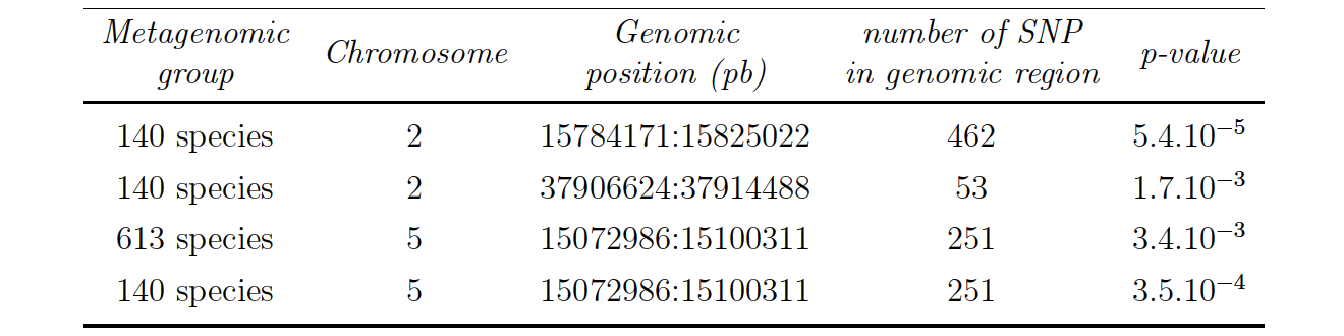 Metagenomic group Chromosome Genomic position (pb) number of SNP in genomic region p-value
140 species 2 15784171:15825022 462 5.4.10⁻⁵
140 species 2 37906624:37914488 53 1.7.10⁻³
613 species 5 15072986:15100311 251 3.4.10⁻³
140 species 5 15072986:15100311 251 3.5.10⁻⁴